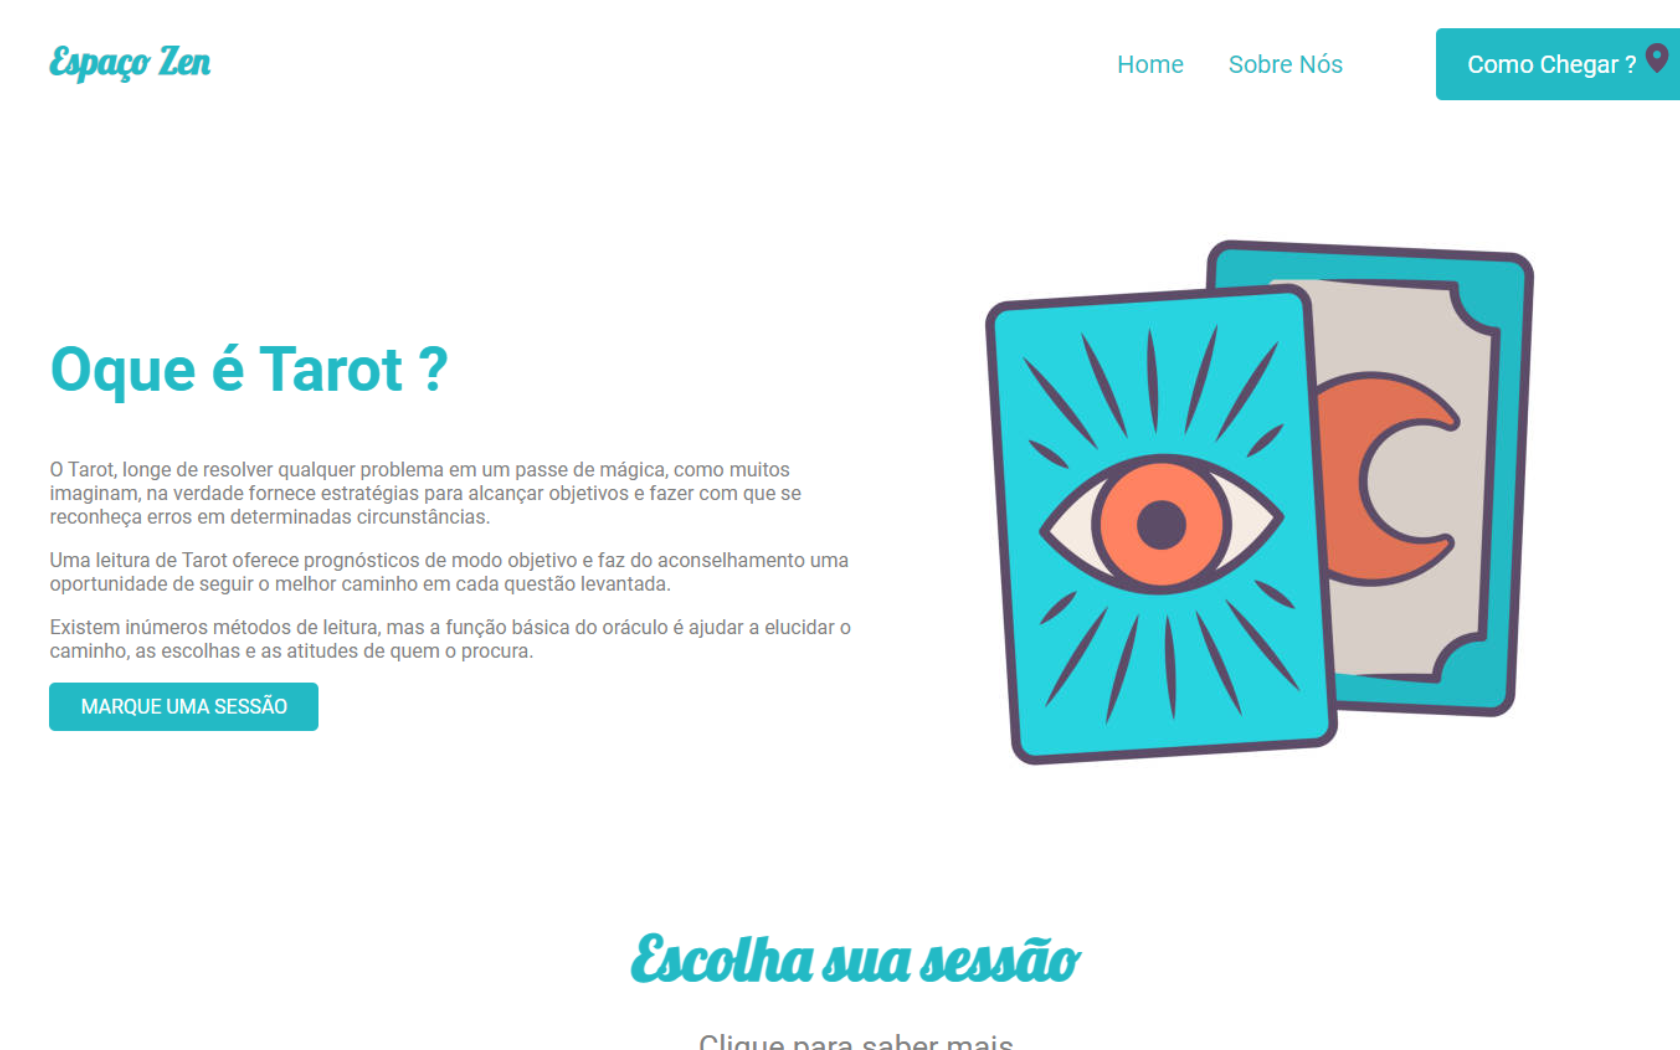 Espaço Zen
Home
Sobre Nós
Como Chegar ?
Oque é Tarot ?
O Tarot, longe de resolver qualquer problema em um passe de mágica, como muitos
imaginam, na verdade fornece estratégias para alcançar objetivos e fazer com que se
reconheça erros em determinadas circunstâncias.
Uma leitura de Tarot oferece prognósticos de modo objetivo e faz do aconselhamento uma
oportunidade de seguir o melhor caminho em cada questão levantada.
Existem inúmeros métodos de leitura, mas a função básica do oráculo é ajudar a elucidar o
caminho, as escolhas e as atitudes de quem o procura.
MARQUE UMA SESSÃO
Escolha sua sessão
Clique para saber mais